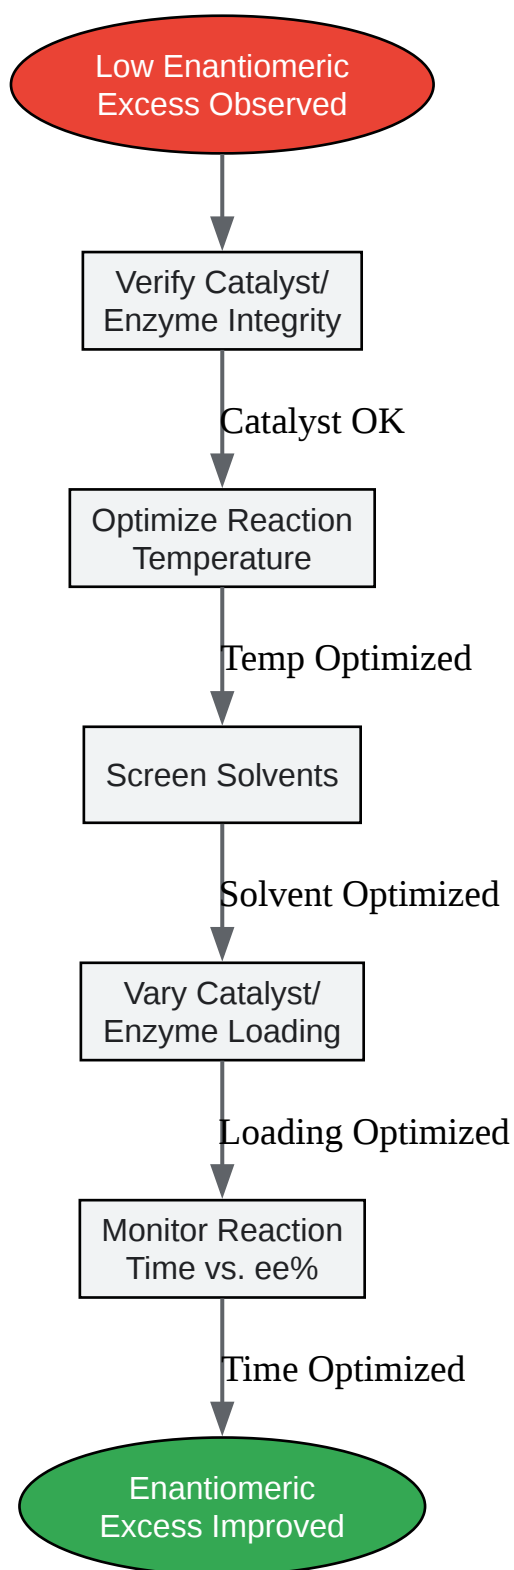 Low Enantiomeric
Excess Observed
Verify Catalyst/
Enzyme Integrity
Catalyst OK
Optimize Reaction
Temperature
Temp Optimized
Screen Solvents
Solvent Optimized
Vary Catalyst/
Enzyme Loading
Loading Optimized
Monitor Reaction
Time vs. ee%
Time Optimized
Enantiomeric
Excess Improved